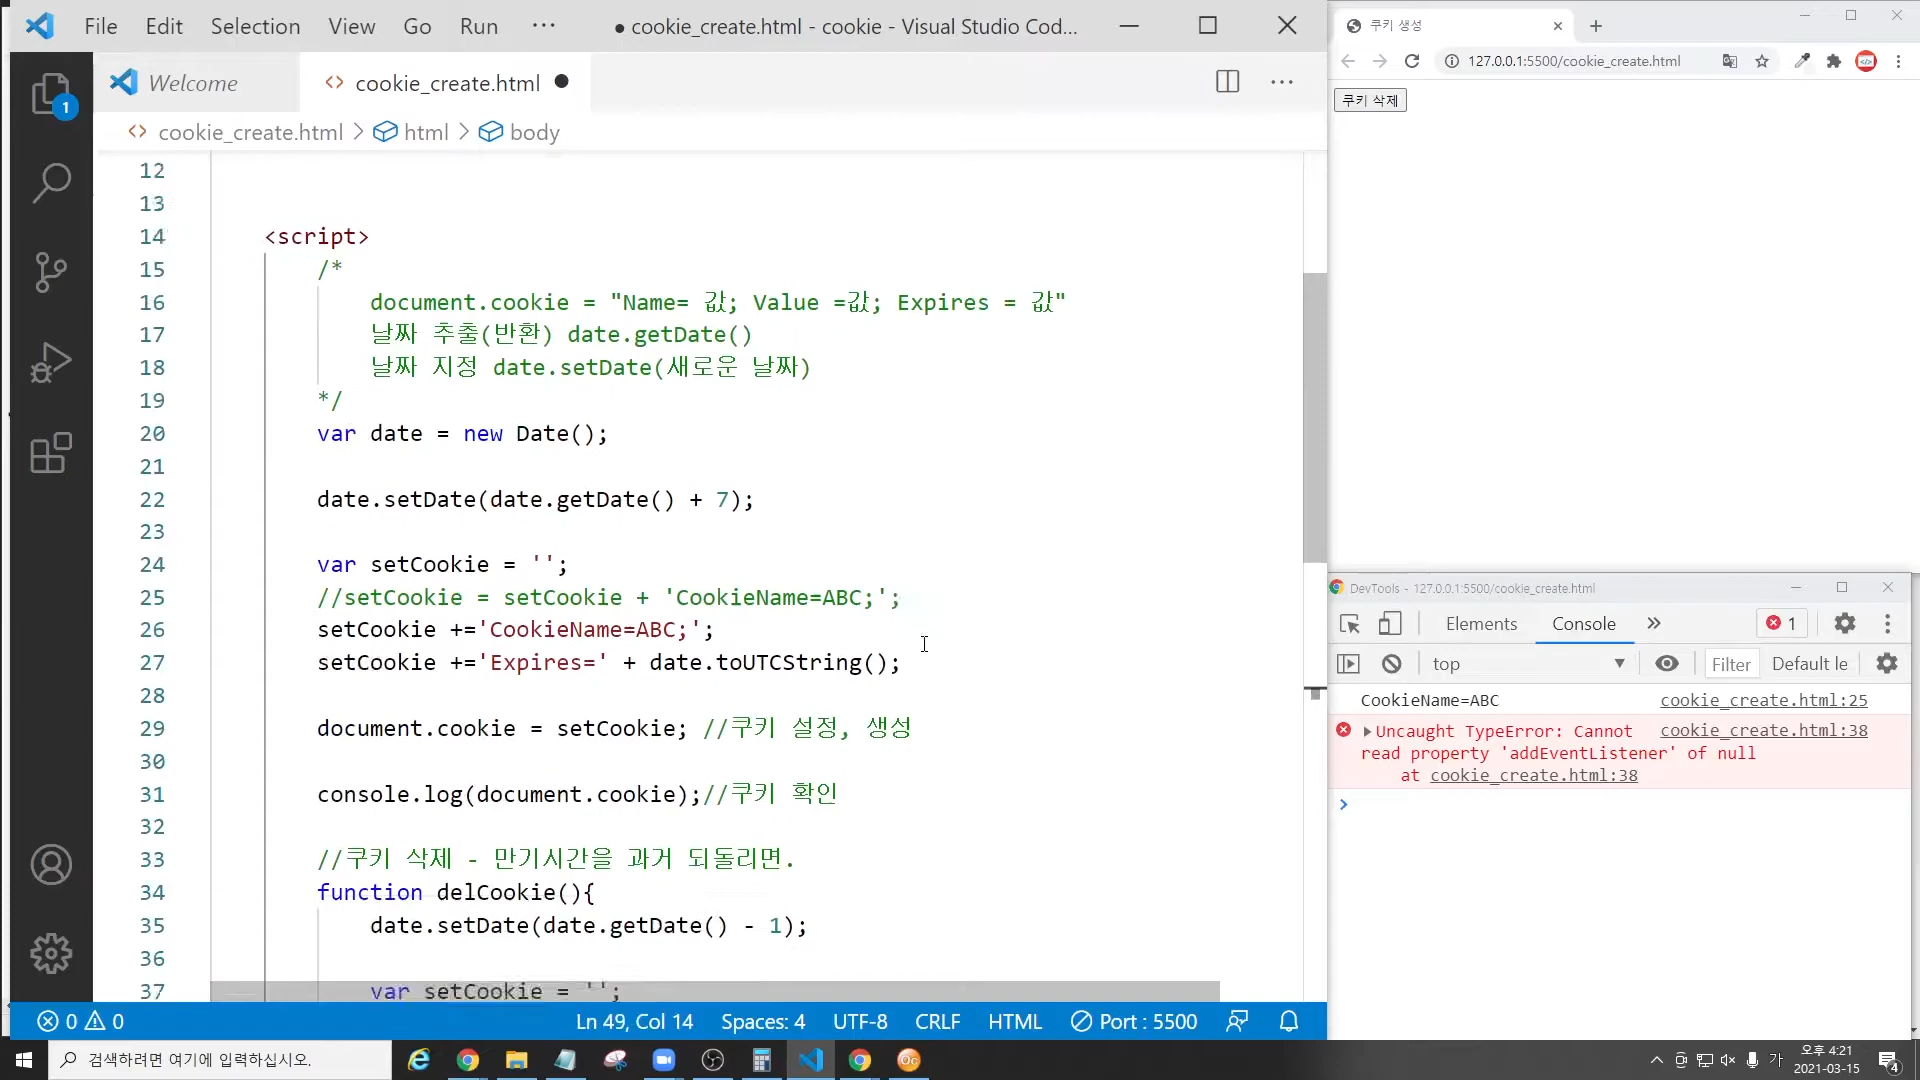 File Edit Selection View Go Run ··· ● cookie_create.html - cookie - Visual Studio Cod...
1
Welcome
cookie_create.html ●
cookie_create.html > html > body
12
13
14 <script>
15 /*
16 document.cookie = "Name= 값; Value =값; Expires = 값"
17 날짜 추출(반환) date.getDate()
18 날짜 지정 date.setDate(새로운 날짜)
19 */
20 var date = new Date();
21
22 date.setDate(date.getDate() + 7);
23
24 var setCookie = '';
25 //setCookie = setCookie + 'CookieName=ABC;';
26 setCookie +='CookieName=ABC;';
27 setCookie +='Expires=' + date.toUTCString();
28
29 document.cookie = setCookie; //쿠키 설정, 생성
30
31 console.log(document.cookie);//쿠키 확인
32
33 //쿠키 삭제 - 만기시간을 과거 되돌리면.
34 function delCookie(){
35 date.setDate(date.getDate() - 1);
36
37 var setCookie = '';
0 0 Ln 49, Col 14 Spaces: 4 UTF-8 CRLF HTML Port : 5500
쿠키 생성
127.0.0.1:5500/cookie_create.html
쿠키 삭제
DevTools - 127.0.0.1:5500/cookie_create.html
Elements Console 1
top Filter Default le
CookieName=ABC cookie_create.html:25
Uncaught TypeError: Cannot cookie_create.html:38
read property 'addEventListener' of null
at cookie_create.html:38
검색하려면 여기에 입력하십시오.
가
오후 4:21
2021-03-15
4